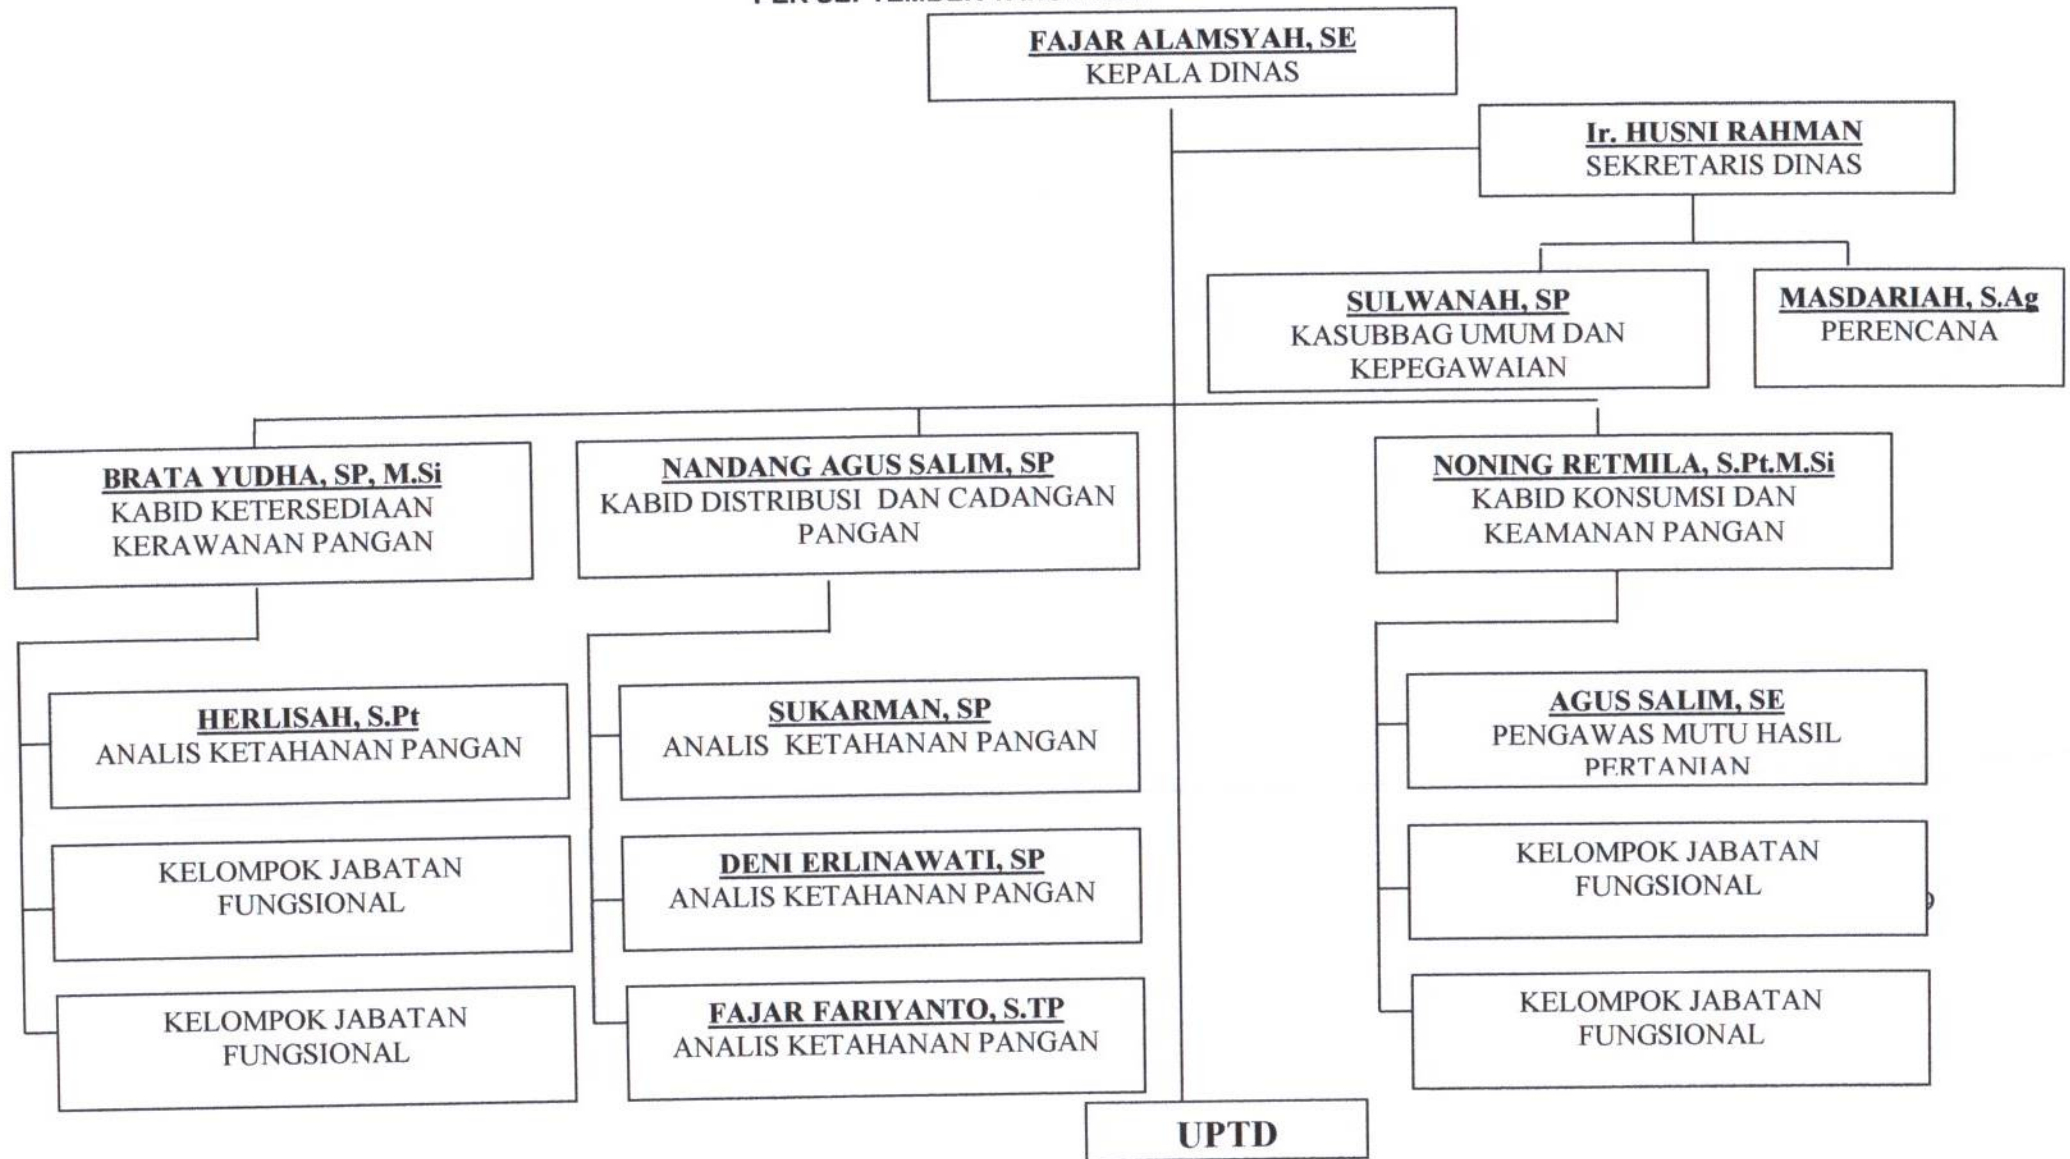 FAJAR ALAMSYAH, SE
KEPALA DINAS
Ir. HUSNI RAHMAN
SEKRETARIS DINAS
SULWANAH, SP
KASUBBAG UMUM DAN
KEPEGAWAIAN
MASDARIAH, S.Ag
PERENCANA
BRATA YUDHA, SP, M.Si
KABID KETERSEDIAAN
KERAWANAN PANGAN
NANDANG AGUS SALIM, SP
KABID DISTRIBUSI DAN CADANGAN
PANGAN
NONING RETMILA, S.Pt.M.Si
KABID KONSUMSI DAN
KEAMANAN PANGAN
HERLISAH, S.Pt
ANALIS KETAHANAN PANGAN
KELOMPOK JABATAN
FUNGSIONAL
KELOMPOK JABATAN
FUNGSIONAL
SUKARMAN, SP
ANALIS KETAHANAN PANGAN
DENI ERLINAWATI, SP
ANALIS KETAHANAN PANGAN
FAJAR FARIYANTO, S.TP
ANALIS KETAHANAN PANGAN
AGUS SALIM, SE
PENGAWAS MUTU HASIL
PERTANIAN
KELOMPOK JABATAN
FUNGSIONAL
KELOMPOK JABATAN
FUNGSIONAL
UPTD